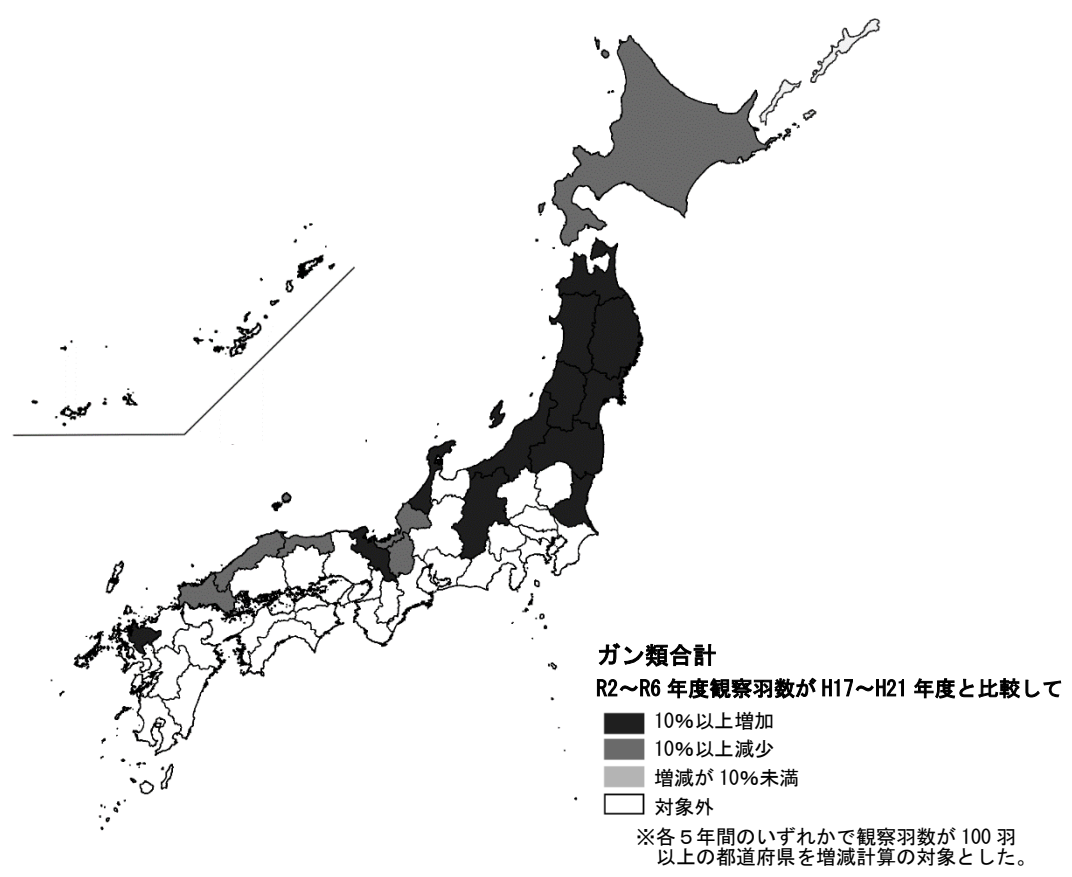 ガン類合計
R2～R6 年度観察羽数が H17～H21 年度と比較して
10％以上増加
10％以上減少
増減が 10％未満
対象外
※各５年間のいずれかで観察羽数が 100 羽
以上の都道府県を増減計算の対象とした。